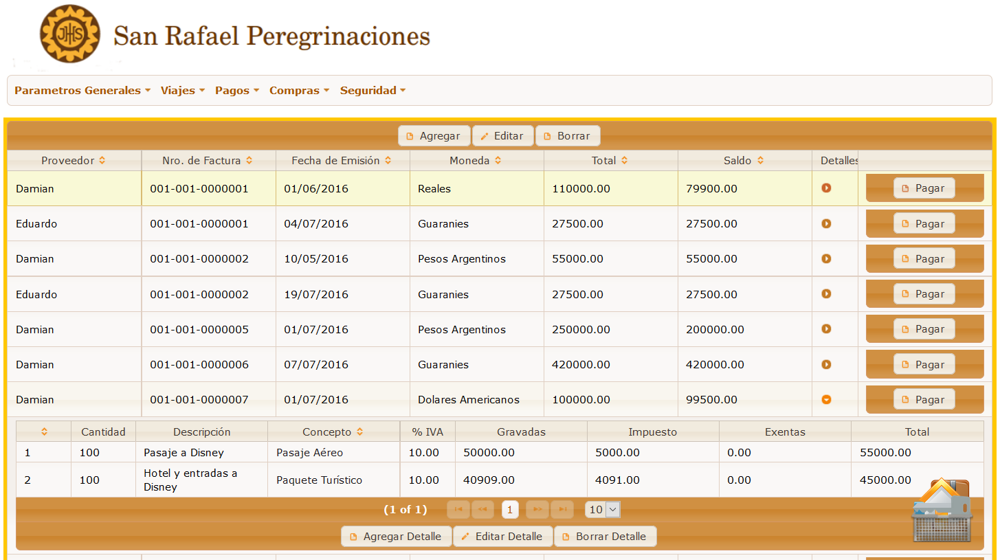 JHS
San Rafael Peregrinaciones
Parametros Generales Viajes Pagos Compras Seguridad
Agregar Editar Borrar
Proveedor Nro. de Factura Fecha de Emisión Moneda Total Saldo Detalles
Damian 001-001-0000001 01/06/2016 Reales 110000.00 79900.00 Pagar
Eduardo 001-001-0000001 04/07/2016 Guaranies 27500.00 27500.00 Pagar
Damian 001-001-0000002 10/05/2016 Pesos Argentinos 55000.00 55000.00 Pagar
Eduardo 001-001-0000002 19/07/2016 Guaranies 27500.00 27500.00 Pagar
Damian 001-001-0000005 01/07/2016 Pesos Argentinos 250000.00 200000.00 Pagar
Damian 001-001-0000006 07/07/2016 Guaranies 420000.00 420000.00 Pagar
Damian 001-001-0000007 01/07/2016 Dolares Americanos 100000.00 99500.00 Pagar
Cantidad Descripción Concepto % IVA Gravadas Impuesto Exentas Total
1 100 Pasaje a Disney Pasaje Aéreo 10.00 50000.00 5000.00 0.00 55000.00
2 100 Hotel y entradas a Disney Paquete Turístico 10.00 40909.00 4091.00 0.00 45000.00
(1 of 1) 1 10
Agregar Detalle Editar Detalle Borrar Detalle